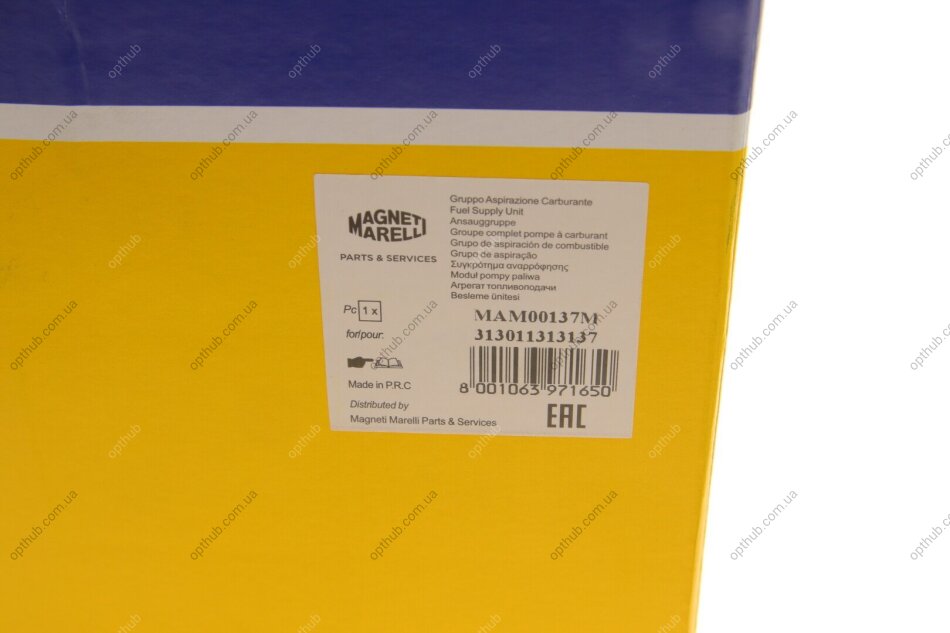 MAGNETI
MARELLI
PARTS & SERVICES
Gruppo Aspirazione Carburante
Fuel Supply Unit
Ansauggruppe
Groupe complet pompe à carburant
Grupo de aspiración de combustible
Grupo de aspiração
Συγκρότημα αναρρόφησης
Moduł pompy paliwa
Агрегат топливоподачи
Besleme ünitesi
Pc 1 x
for/pour:
MAM00137M
313011313137
8 001063 971650
Made in P.R.C
Distributed by
Magneti Marelli Parts & Services
EAC
opthub.com.ua